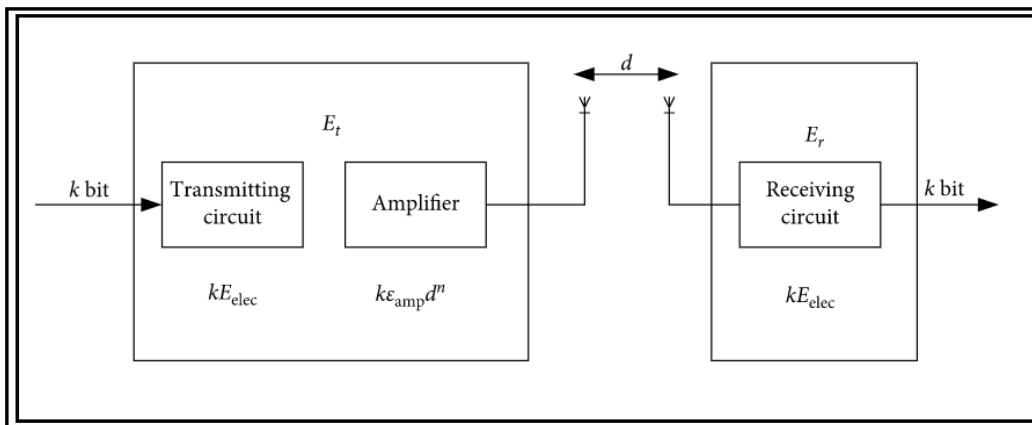 d
E_t
E_r
k bit
Transmitting
circuit
Amplifier
Receiving
circuit
k bit
kE_elec
kε_amp d^n
kE_elec